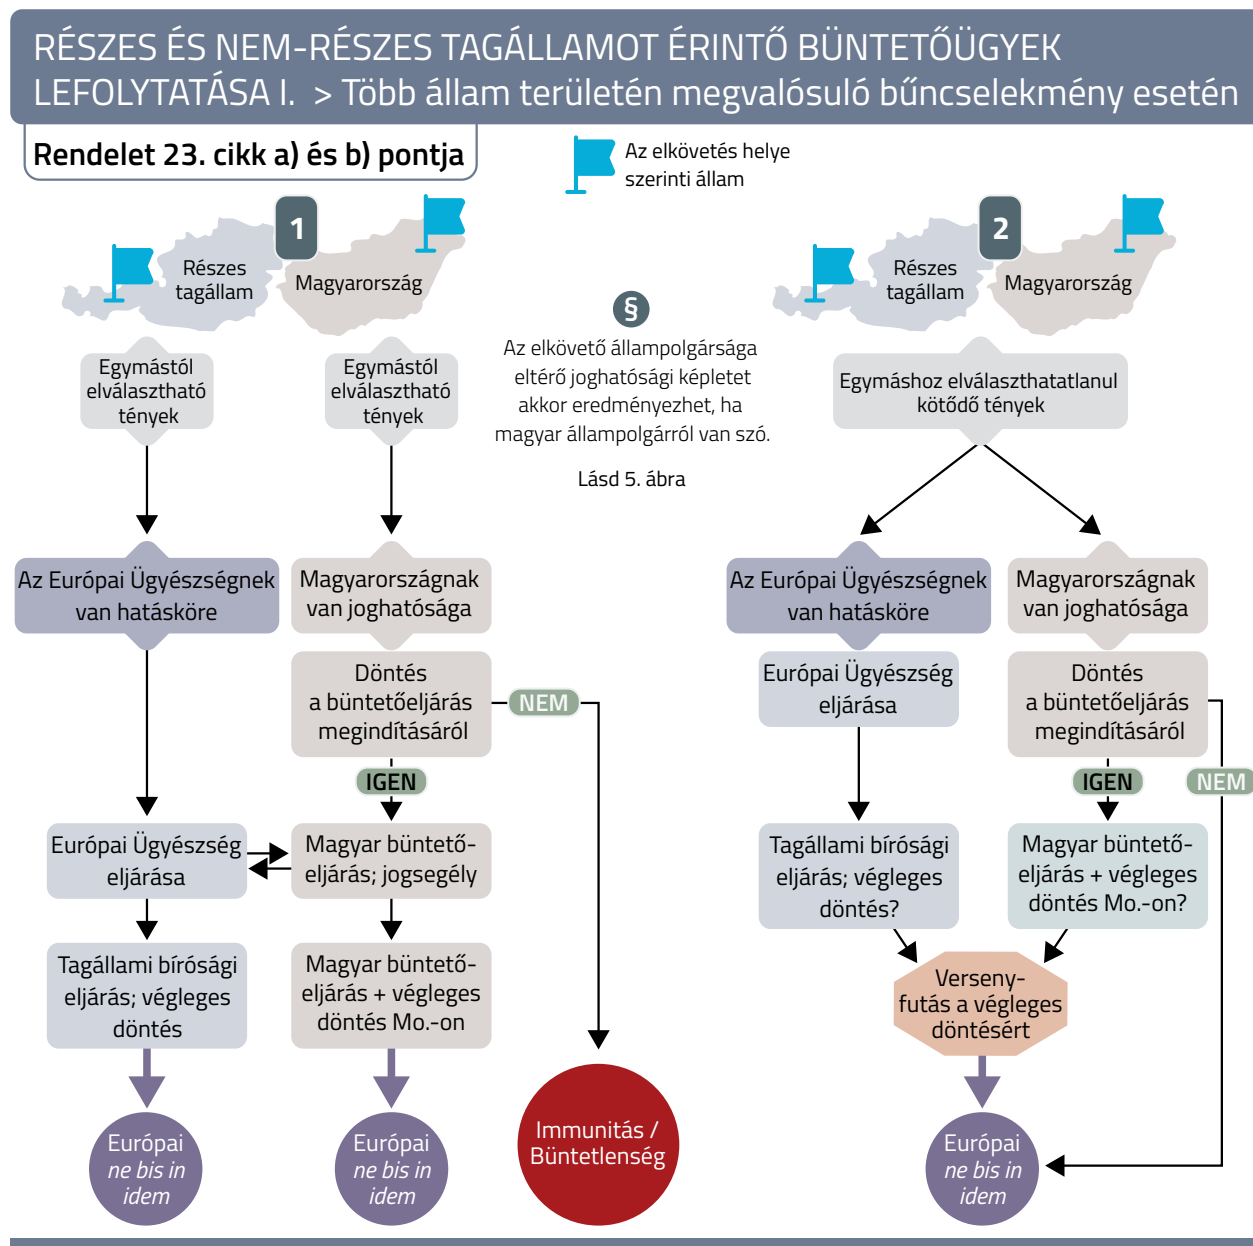 RÉSZES ÉS NEM-RÉSZES TAGÁLLAMOT ÉRINTŐ BÜNTETŐÜGYEK
LEFOLYTATÁSA I. > Több állam területén megvalósuló bűncselekmény esetén
Rendelet 23. cikk a) és b) pontja
Az elkövetés helye
szerinti állam
1
Részes
tagállam
Magyarország
Egymástól
elválasztható
tények
Egymástól
elválasztható
tények
§
Az elkövető állampolgársága
eltérő joghatósági képletet
akkor eredményezhet, ha
magyar állampolgárról van szó.
Lásd 5. ábra
Az Európai Ügyészségnek
van hatásköre
Magyarországnak
van joghatósága
Döntés
a büntetőeljárás
megindításáról
NEM
IGEN
Európai Ügyészség
eljárása
Magyar büntető-
eljárás; jogsegély
Tagállami bírósági
eljárás; végleges
döntés
Magyar büntető-
eljárás + végleges
döntés Mo.-on
Európai
ne bis in
idem
Európai
ne bis in
idem
Immunitás /
Büntetlenség
2
Részes
tagállam
Magyarország
Egymáshoz elválaszthatatlanul
kötődő tények
Az Európai Ügyészségnek
van hatásköre
Magyarországnak
van joghatósága
Európai Ügyészség
eljárása
Döntés
a büntetőeljárás
megindításáról
IGEN
NEM
Tagállami bírósági
eljárás; végleges
döntés?
Magyar büntető-
eljárás + végleges
döntés Mo.-on?
Verseny-
futás a végleges
döntésért
Európai
ne bis in
idem